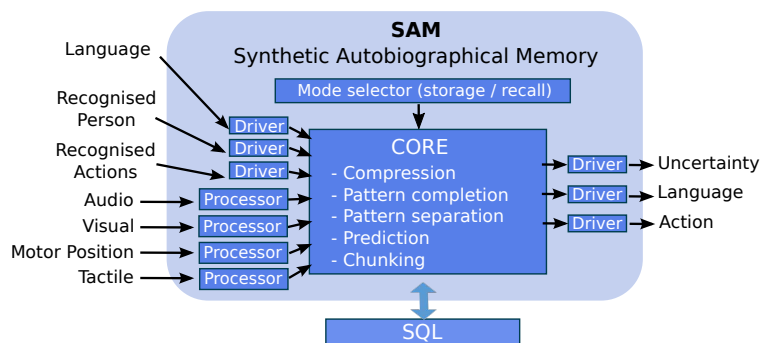 SAM
Synthetic Autobiographical Memory
Mode selector (storage / recall)
Language
Recognised
Person
Recognised
Actions
Audio
Visual
Motor Position
Tactile
Driver
Driver
Driver
Processor
Processor
Processor
Processor
CORE
- Compression
- Pattern completion
- Pattern separation
- Prediction
- Chunking
Driver
Driver
Driver
Uncertainty
Language
Action
SQL